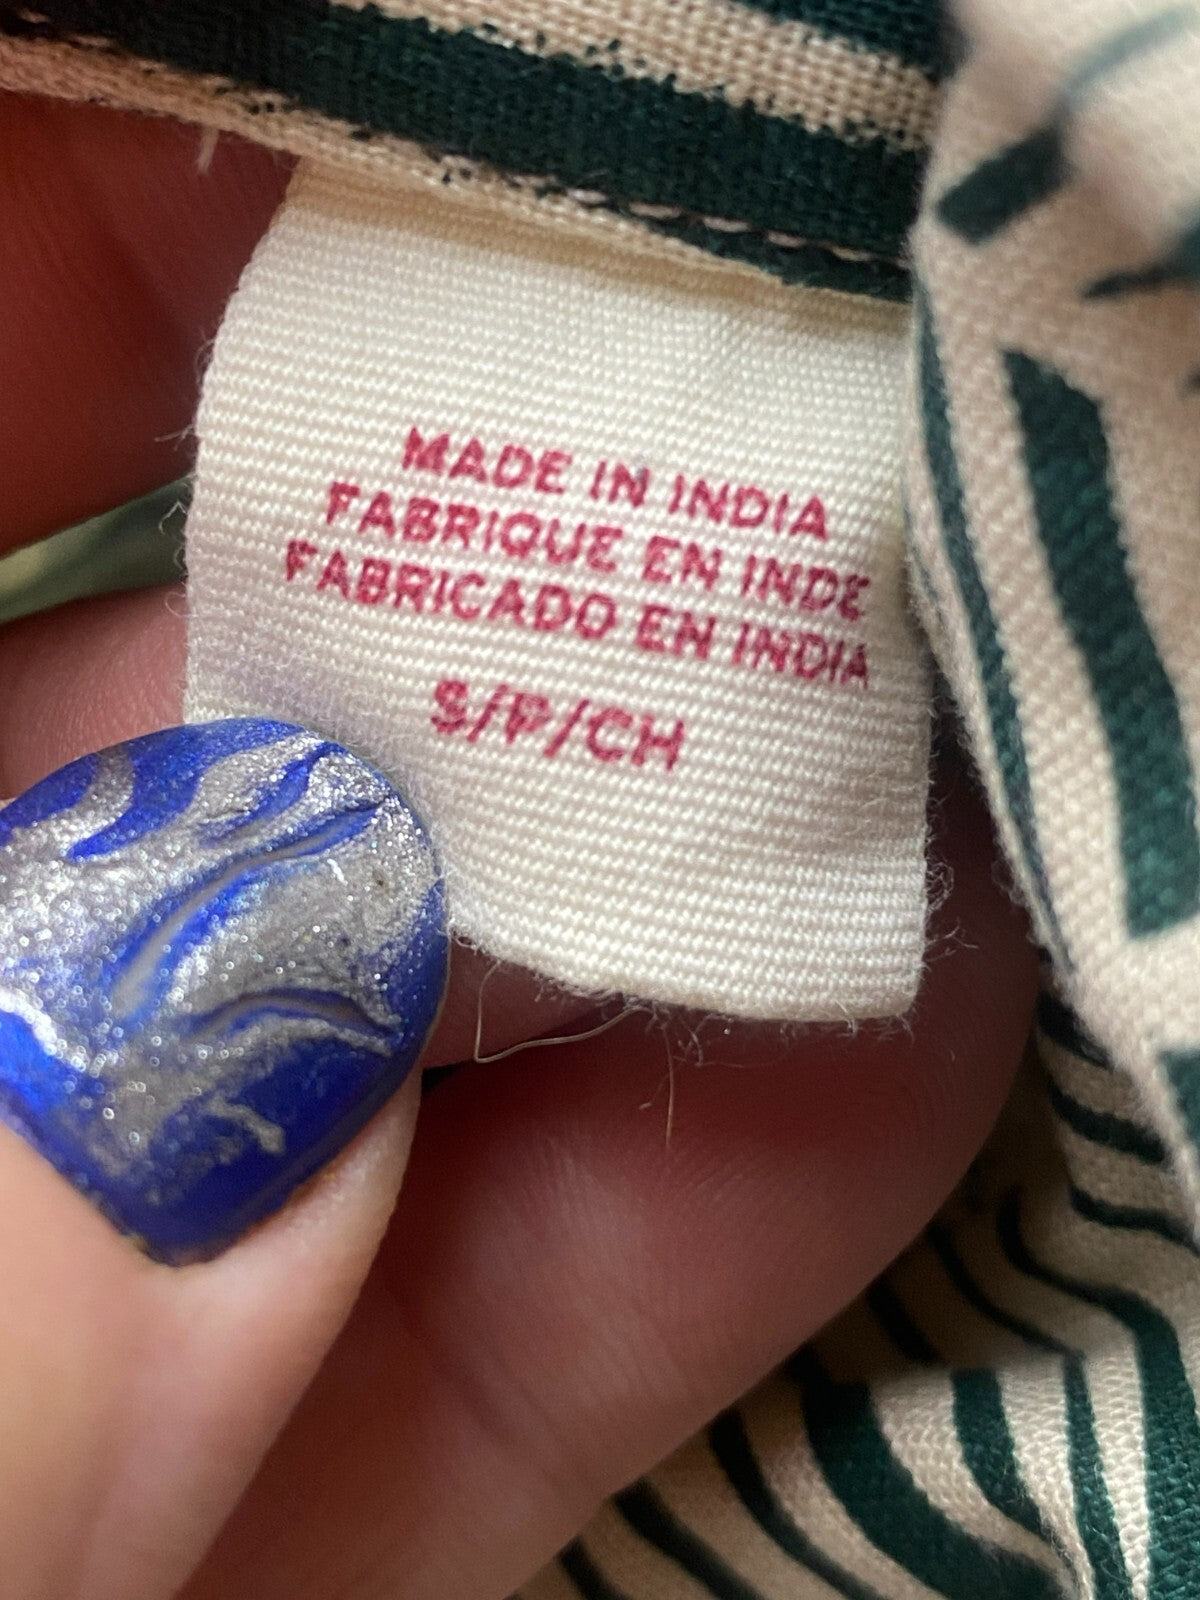 MADE IN INDIA
FABRIQUE EN INDE
FABRICADO EN INDIA
S/P/CH